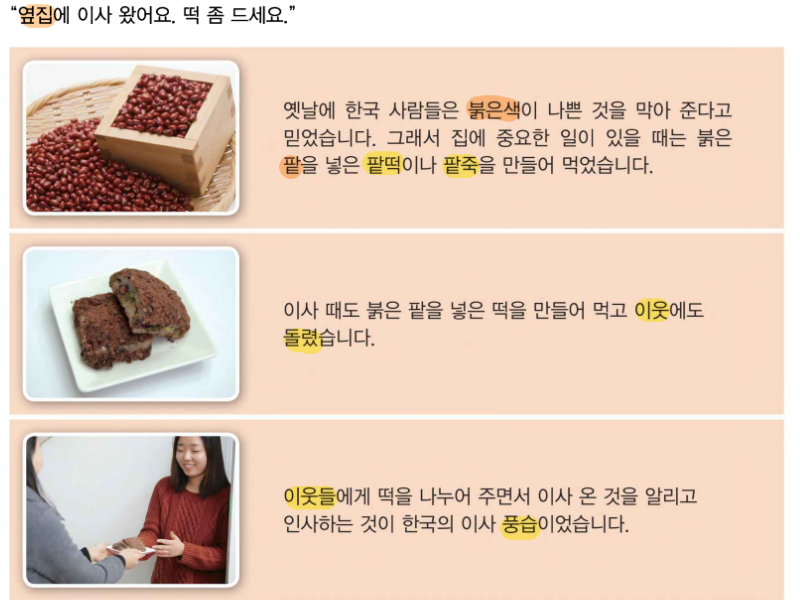 “옆집에 이사 왔어요. 떡 좀 드세요.”
옛날에 한국 사람들은 붉은색이 나쁜 것을 막아 준다고
믿었습니다. 그래서 집에 중요한 일이 있을 때는 붉은
팥을 넣은 팥떡이나 팥죽을 만들어 먹었습니다.
이사 때도 붉은 팥을 넣은 떡을 만들어 먹고 이웃에도
돌렸습니다.
이웃들에게 떡을 나누어 주면서 이사 온 것을 알리고
인사하는 것이 한국의 이사 풍습이었습니다.